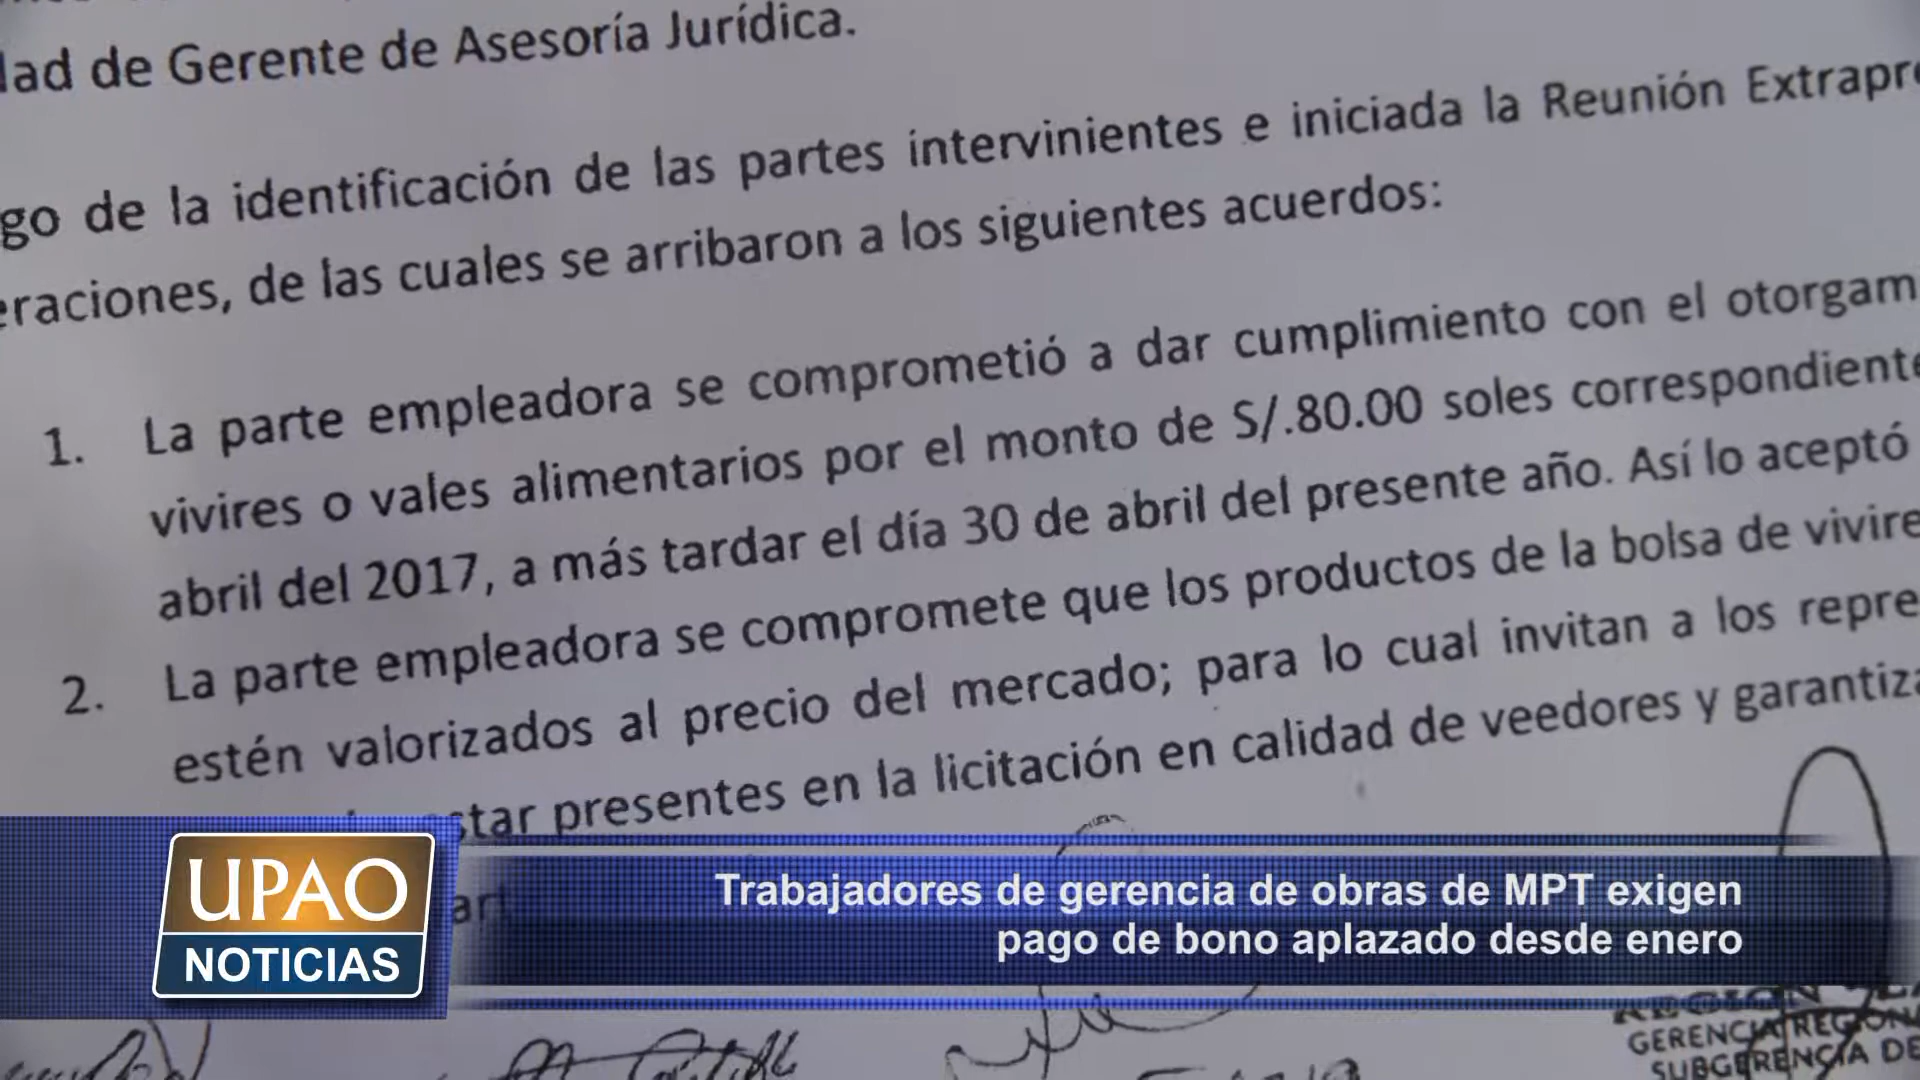 dad de Gerente de Asesoría Jurídica.
go de la identificación de las partes intervinientes e iniciada la Reunión Extrapro
eraciones, de las cuales se arribaron a los siguientes acuerdos:
1. La parte empleadora se comprometió a dar cumplimiento con el otorgam
vivires o vales alimentarios por el monto de S/.80.00 soles correspondiente
abril del 2017, a más tardar el día 30 de abril del presente año. Así lo aceptó
2. La parte empleadora se compromete que los productos de la bolsa de vivire
estén valorizados al precio del mercado; para lo cual invitan a los repre
star presentes en la licitación en calidad de veedores y garantiza
UPAO
NOTICIAS
Trabajadores de gerencia de obras de MPT exigen
pago de bono aplazado desde enero
GERENCIA REGION
SUBGERENCIA DE